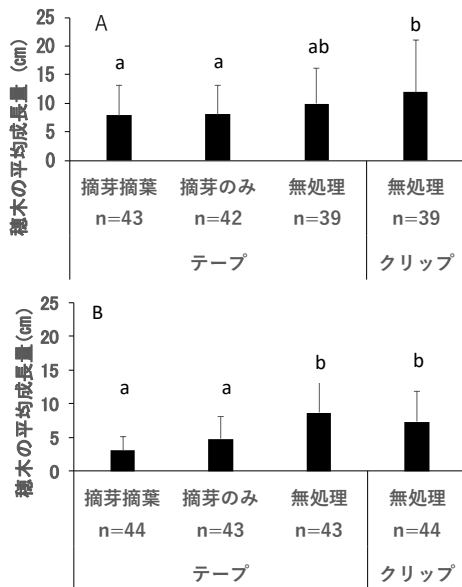 A
穂木の平均成長量 (cm)
25
20
15
10
5
0
a
a
ab
b
摘芽摘葉 摘芽のみ 無処理 無処理
n=43 n=42 n=39 n=39
テープ クリップ
B
穂木の平均成長量(cm)
25
20
15
10
5
0
a
a
b
b
摘芽摘葉 摘芽のみ 無処理 無処理
n=44 n=43 n=43 n=44
テープ クリップ